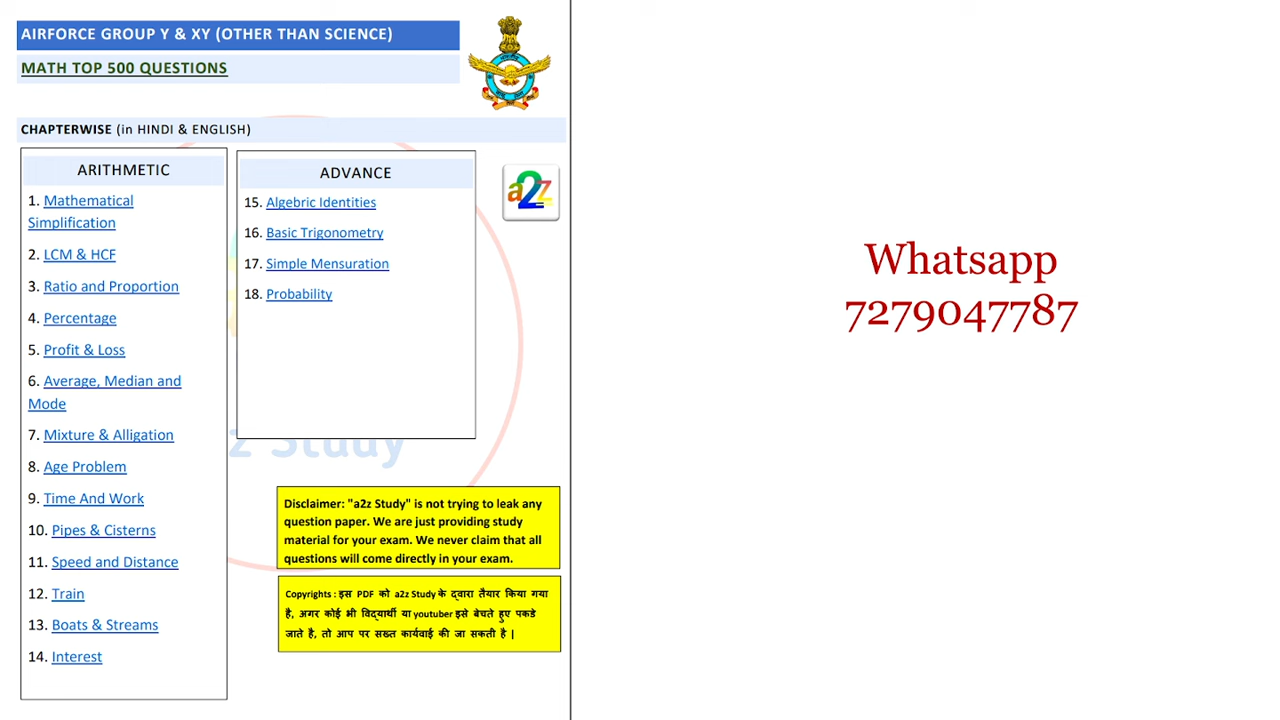 AIRFORCE GROUP Y & XY (OTHER THAN SCIENCE)
MATH TOP 500 QUESTIONS
CHAPTERWISE (in HINDI & ENGLISH)
ARITHMETIC
1. Mathematical
Simplification
2. LCM & HCF
3. Ratio and Proportion
4. Percentage
5. Profit & Loss
6. Average, Median and
Mode
7. Mixture & Alligation
8. Age Problem
9. Time And Work
10. Pipes & Cisterns
11. Speed and Distance
12. Train
13. Boats & Streams
14. Interest
ADVANCE
15. Algebric Identities
16. Basic Trigonometry
17. Simple Mensuration
18. Probability
a2z
z Study
Disclaimer: "a2z Study" is not trying to leak any
question paper. We are just providing study
material for your exam. We never claim that all
questions will come directly in your exam.
Copyrights : इस PDF को a2z Study के द्वारा तैयार किया गया
है, अगर कोई भी विद्यार्थी या youtuber इसे बेचते हुए पकडे
जाते है, तो आप पर सख्त कार्यवाई की जा सकती है |
Whatsapp
7279047787